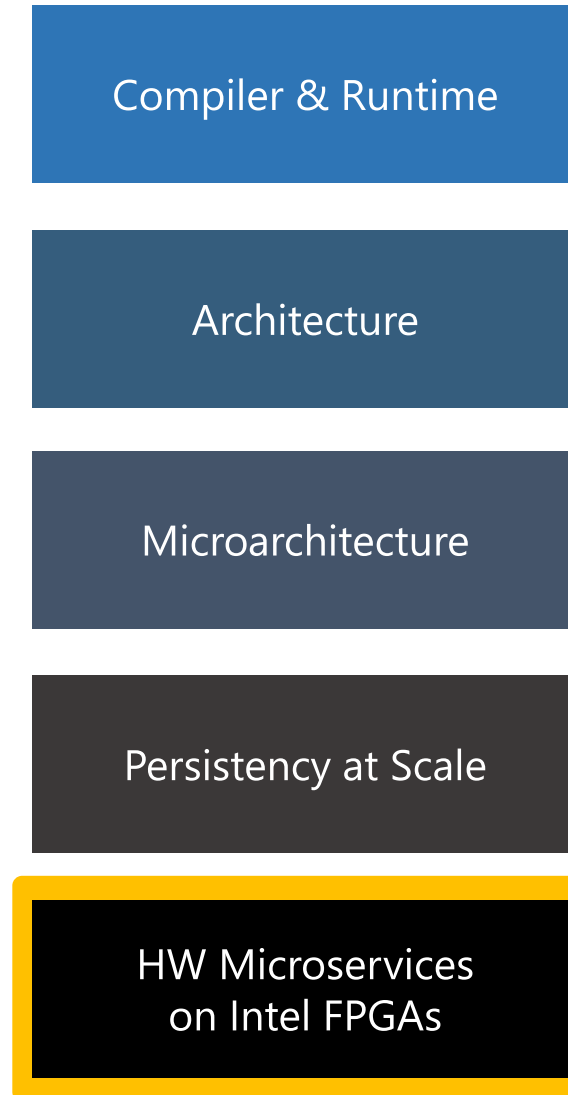 Compiler & Runtime
Architecture
Microarchitecture
Persistency at Scale
HW Microservices
on Intel FPGAs